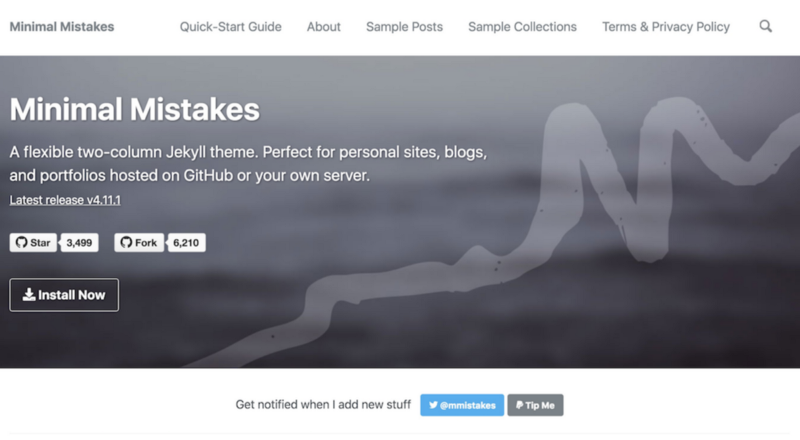 Minimal Mistakes Quick-Start Guide About Sample Posts Sample Collections Terms & Privacy Policy
Minimal Mistakes
A flexible two-column Jekyll theme. Perfect for personal sites, blogs,
and portfolios hosted on GitHub or your own server.
Latest release v4.11.1
Star 3,499 Fork 6,210
Install Now
Get notified when I add new stuff @mmistakes Tip Me